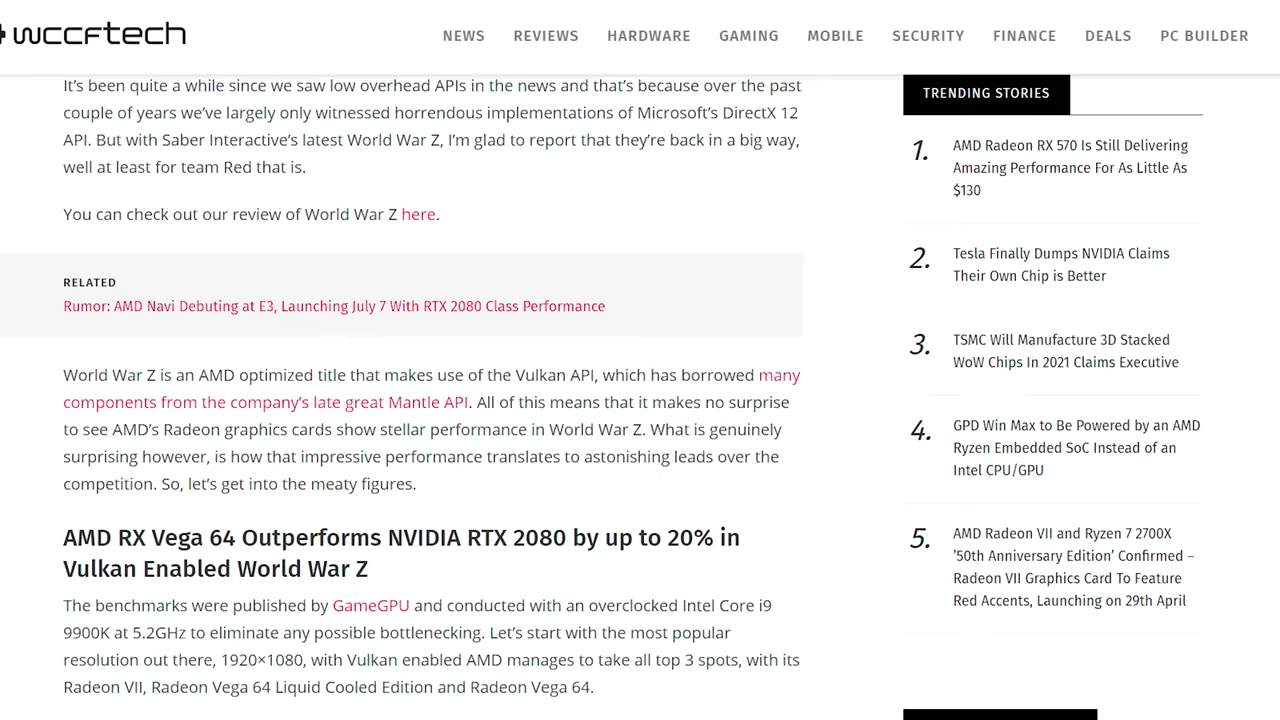 wccftech
NEWS REVIEWS HARDWARE GAMING MOBILE SECURITY FINANCE DEALS PC BUILDER
It's been quite a while since we saw low overhead APIs in the news and that's because over the past
couple of years we've largely only witnessed horrendous implementations of Microsoft's DirectX 12
API. But with Saber Interactive's latest World War Z, I'm glad to report that they're back in a big way,
well at least for team Red that is.
You can check out our review of World War Z here.
RELATED
Rumor: AMD Navi Debuting at E3, Launching July 7 With RTX 2080 Class Performance
World War Z is an AMD optimized title that makes use of the Vulkan API, which has borrowed many
components from the company's late great Mantle API. All of this means that it makes no surprise
to see AMD's Radeon graphics cards show stellar performance in World War Z. What is genuinely
surprising however, is how that impressive performance translates to astonishing leads over the
competition. So, let's get into the meaty figures.
AMD RX Vega 64 Outperforms NVIDIA RTX 2080 by up to 20% in
Vulkan Enabled World War Z
The benchmarks were published by GameGPU and conducted with an overclocked Intel Core i9
9900K at 5.2GHz to eliminate any possible bottlenecking. Let's start with the most popular
resolution out there, 1920×1080, with Vulkan enabled AMD manages to take all top 3 spots, with its
Radeon VII, Radeon Vega 64 Liquid Cooled Edition and Radeon Vega 64.
TRENDING STORIES
1. AMD Radeon RX 570 Is Still Delivering
Amazing Performance For As Little As
$130
2. Tesla Finally Dumps NVIDIA Claims
Their Own Chip is Better
3. TSMC Will Manufacture 3D Stacked
WoW Chips In 2021 Claims Executive
4. GPD Win Max to Be Powered by an AMD
Ryzen Embedded SoC Instead of an
Intel CPU/GPU
5. AMD Radeon VII and Ryzen 7 2700X
'50th Anniversary Edition' Confirmed –
Radeon VII Graphics Card To Feature
Red Accents, Launching on 29th April